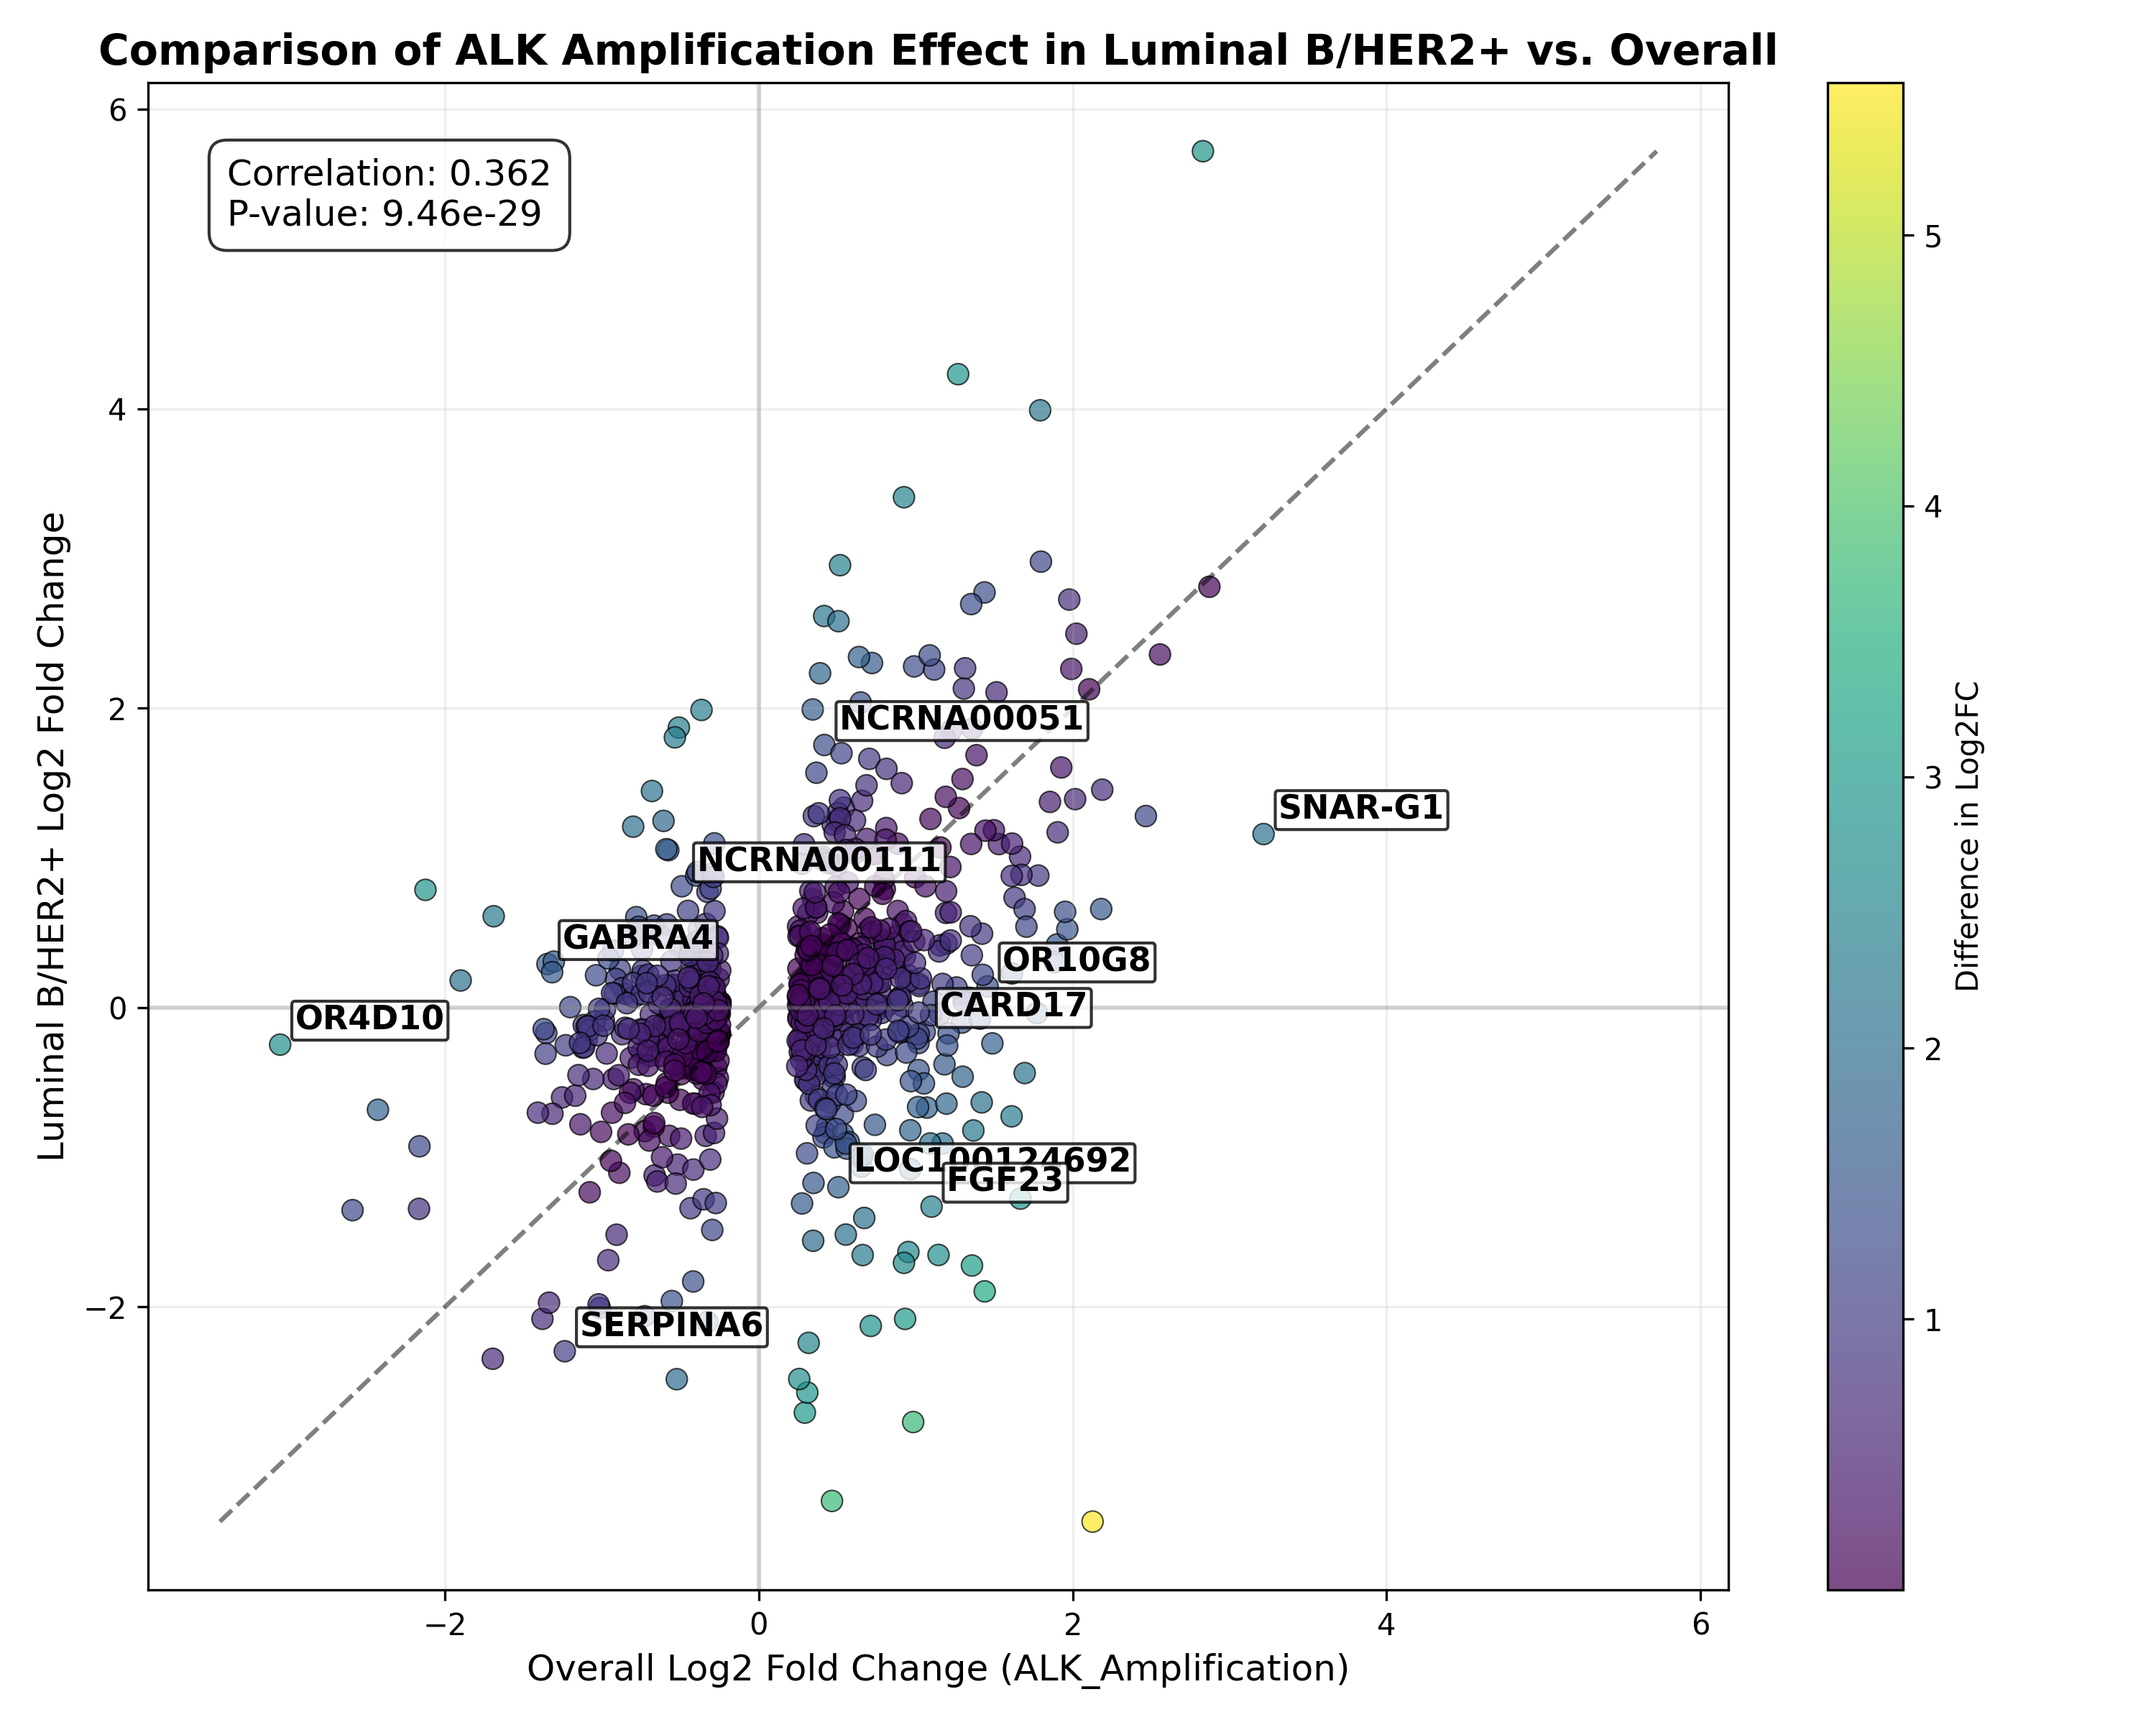 Comparison of ALK Amplification Effect in Luminal B/HER2+ vs. Overall
Correlation: 0.362
P-value: 9.46e-29
6
4
2
0
−2
Luminal B/HER2+ Log2 Fold Change
NCRNA00051
SNAR-G1
NCRNA00111
GABRA4
OR10G8
CARD17
OR4D10
LOC100124692
FGF23
SERPINA6
−2
0
2
4
6
Overall Log2 Fold Change (ALK_Amplification)
5
4
3
2
1
Difference in Log2FC